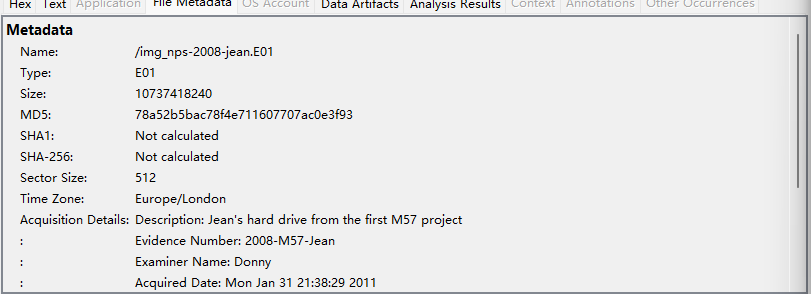 Hex Text Application File Metadata OS Account Data Artifacts Analysis Results Context Annotations Other Occurrences
Metadata
Name: /img_nps-2008-jean.E01
Type: E01
Size: 10737418240
MD5: 78a52b5bac78f4e711607707ac0e3f93
SHA1: Not calculated
SHA-256: Not calculated
Sector Size: 512
Time Zone: Europe/London
Acquisition Details: Description: Jean's hard drive from the first M57 project
: Evidence Number: 2008-M57-Jean
: Examiner Name: Donny
: Acquired Date: Mon Jan 31 21:38:29 2011